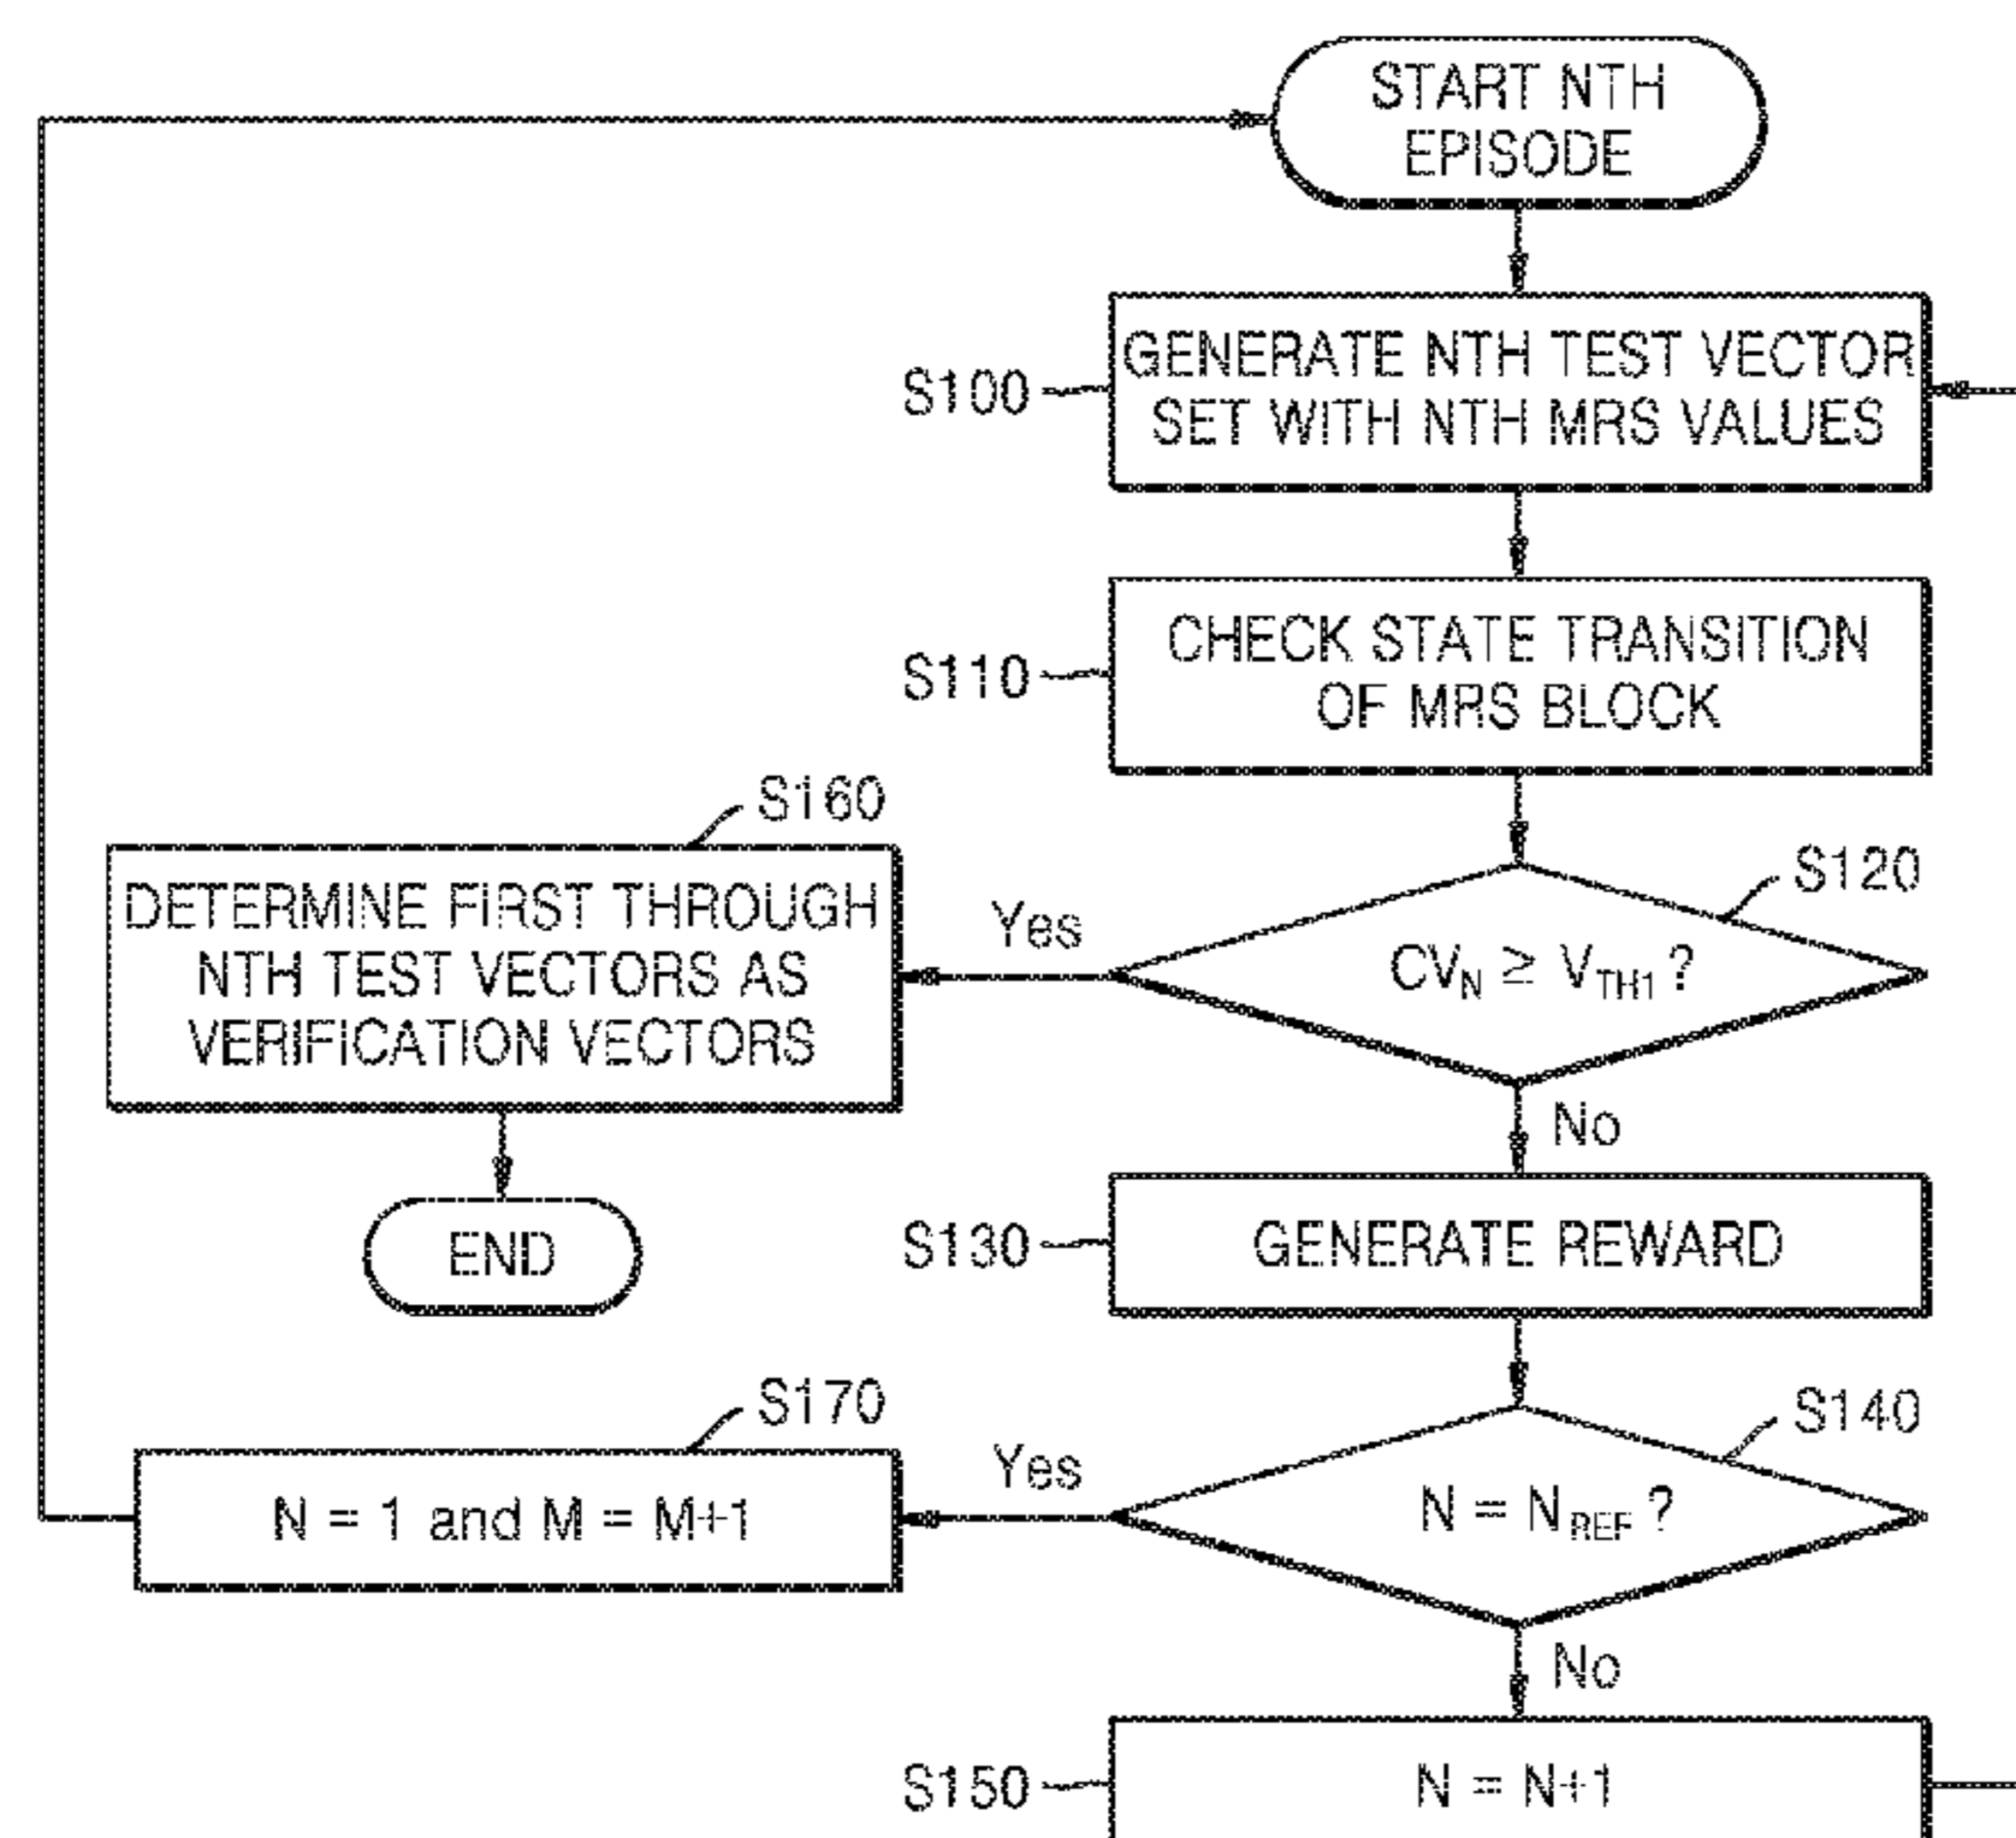 START NTH
EPISODE
S100
GENERATE NTH TEST VECTOR
SET WITH NTH MRS VALUES
S110
CHECK STATE TRANSITION
OF MRS BLOCK
S120
CV_N ≥ V_TH1 ?
Yes
No
S160
DETERMINE FIRST THROUGH
NTH TEST VECTORS AS
VERIFICATION VECTORS
END
S130
GENERATE REWARD
S140
N = N_REF ?
Yes
No
S170
N = 1 and M = M+1
S150
N = N+1